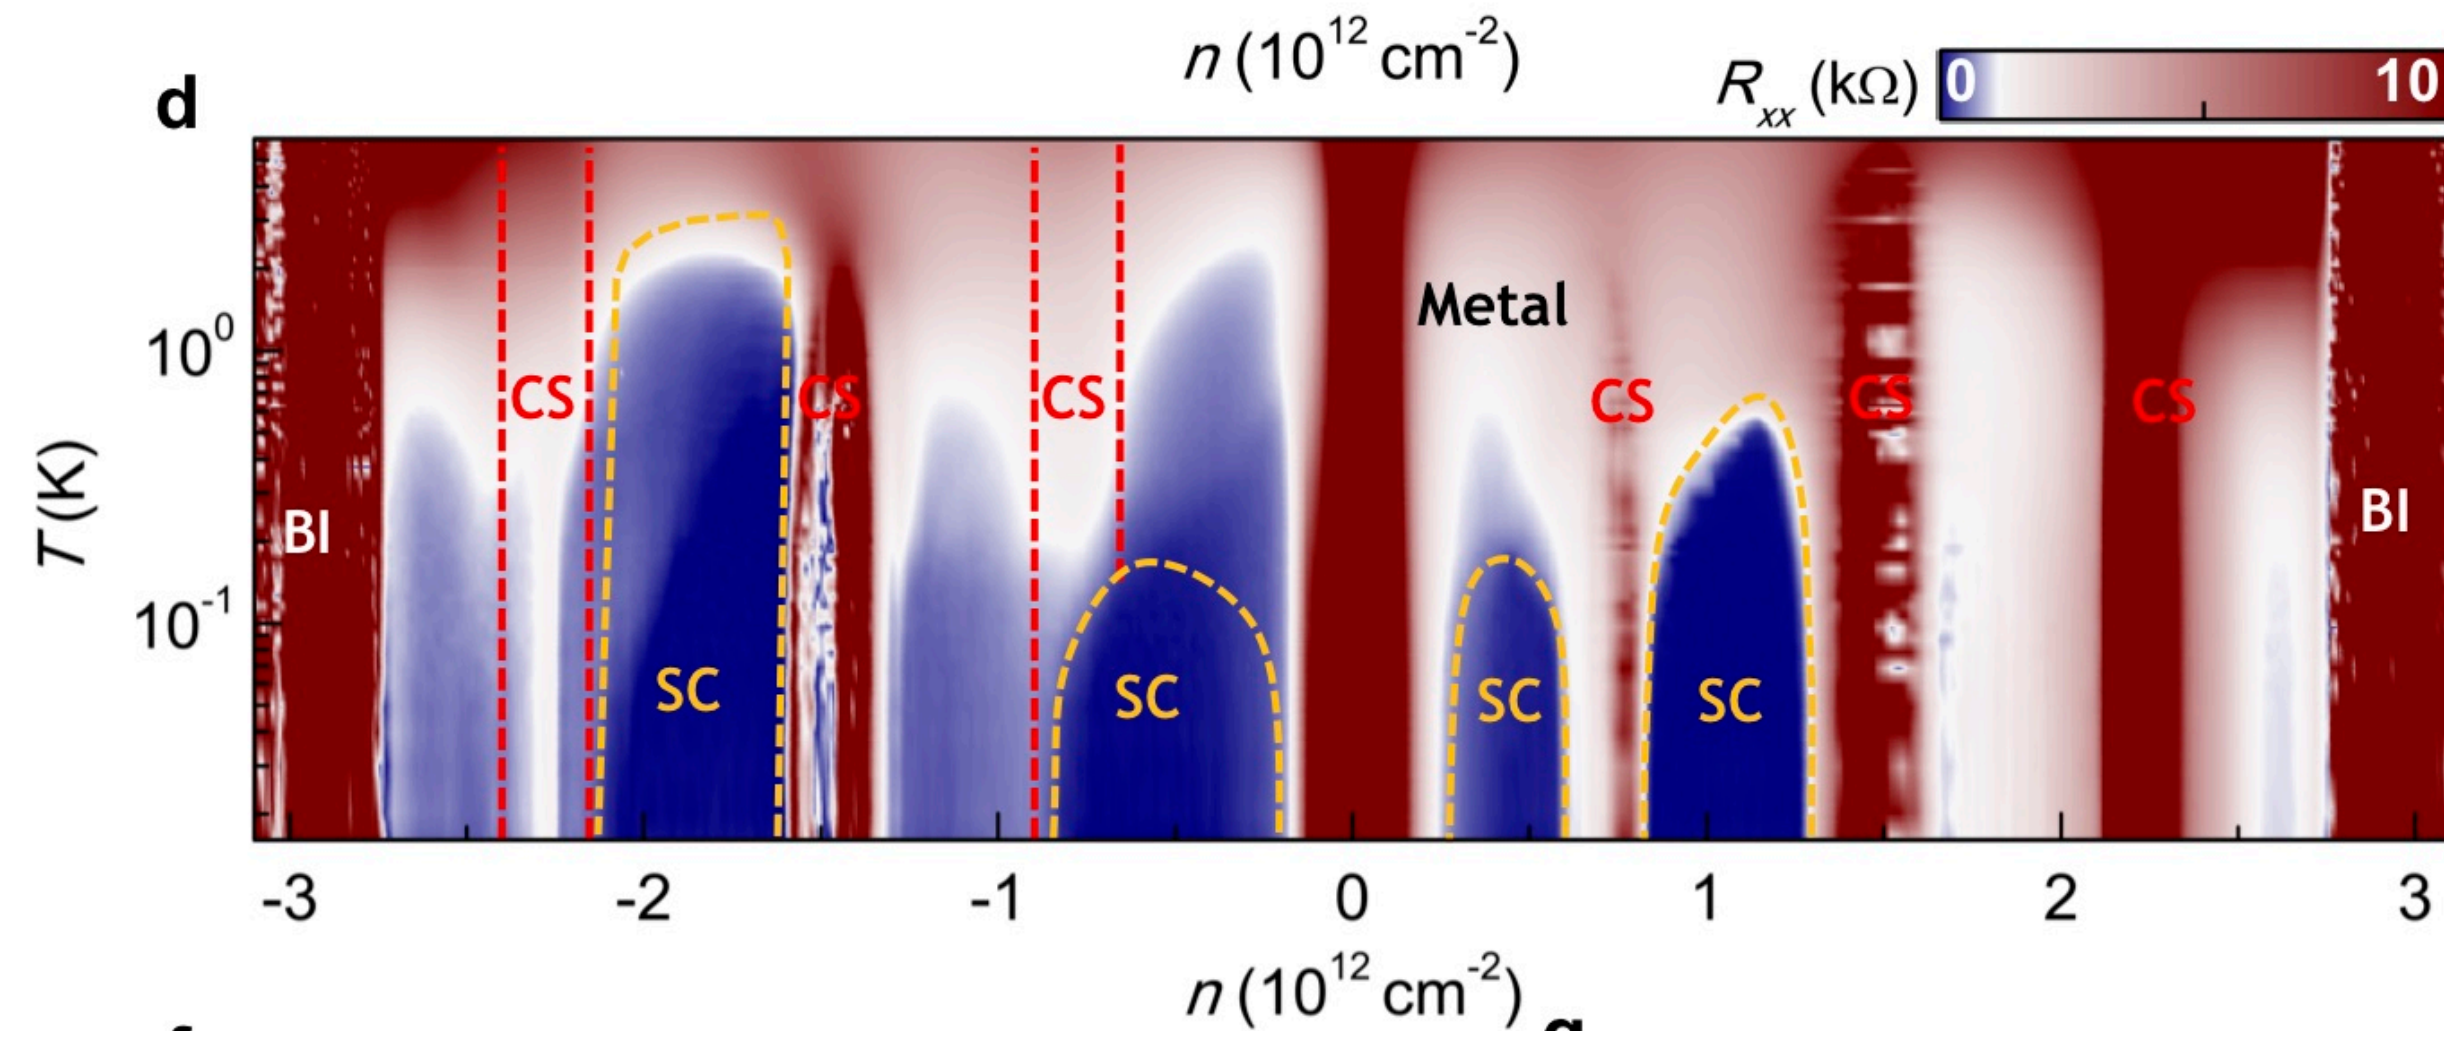 n (10¹² cm⁻²)
d
Rxx (kΩ)
0
10
Metal
10⁰
CS
CS
CS
CS
CS
CS
T (K)
BI
BI
10⁻¹
SC
SC
SC
SC
-3
-2
-1
0
1
2
3
n (10¹² cm⁻²)